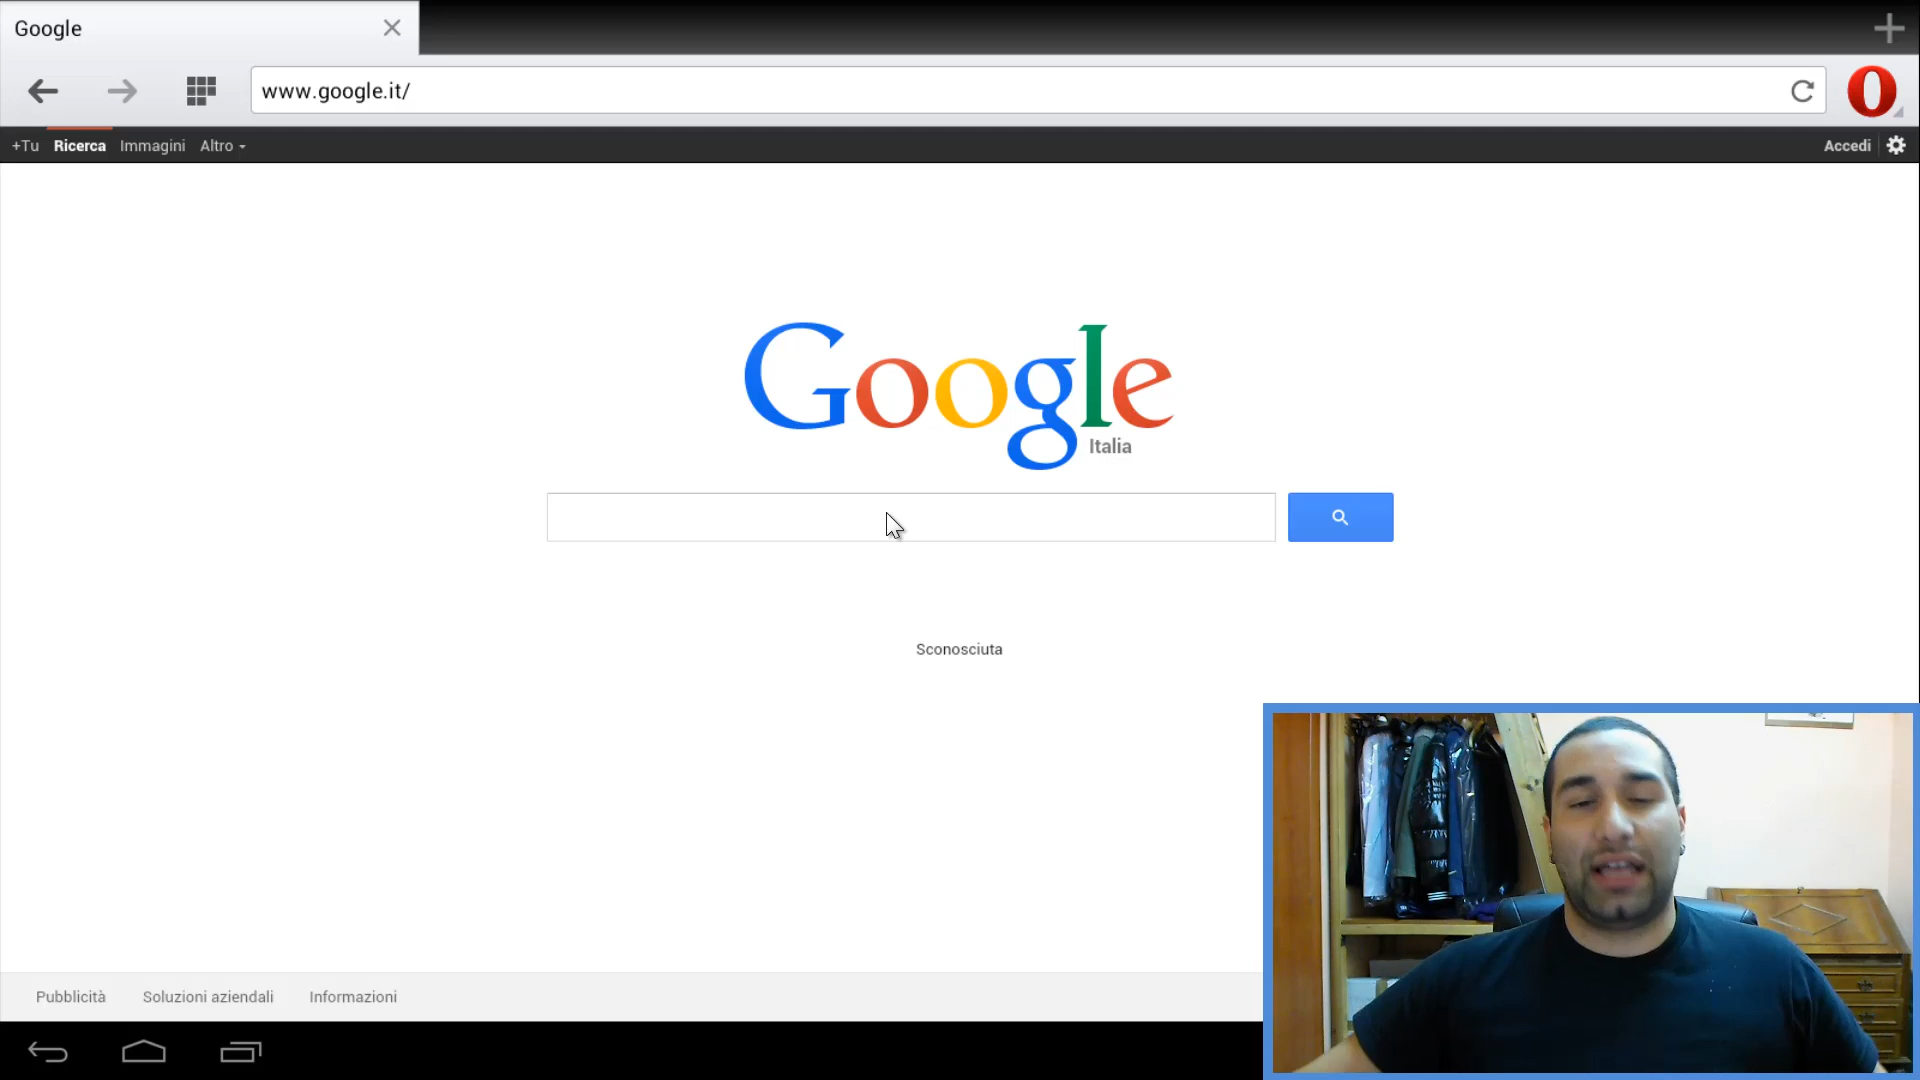 Google
www.google.it/
+Tu Ricerca Immagini Altro
Accedi
Google
Italia
Sconosciuta
Pubblicità Soluzioni aziendali Informazioni